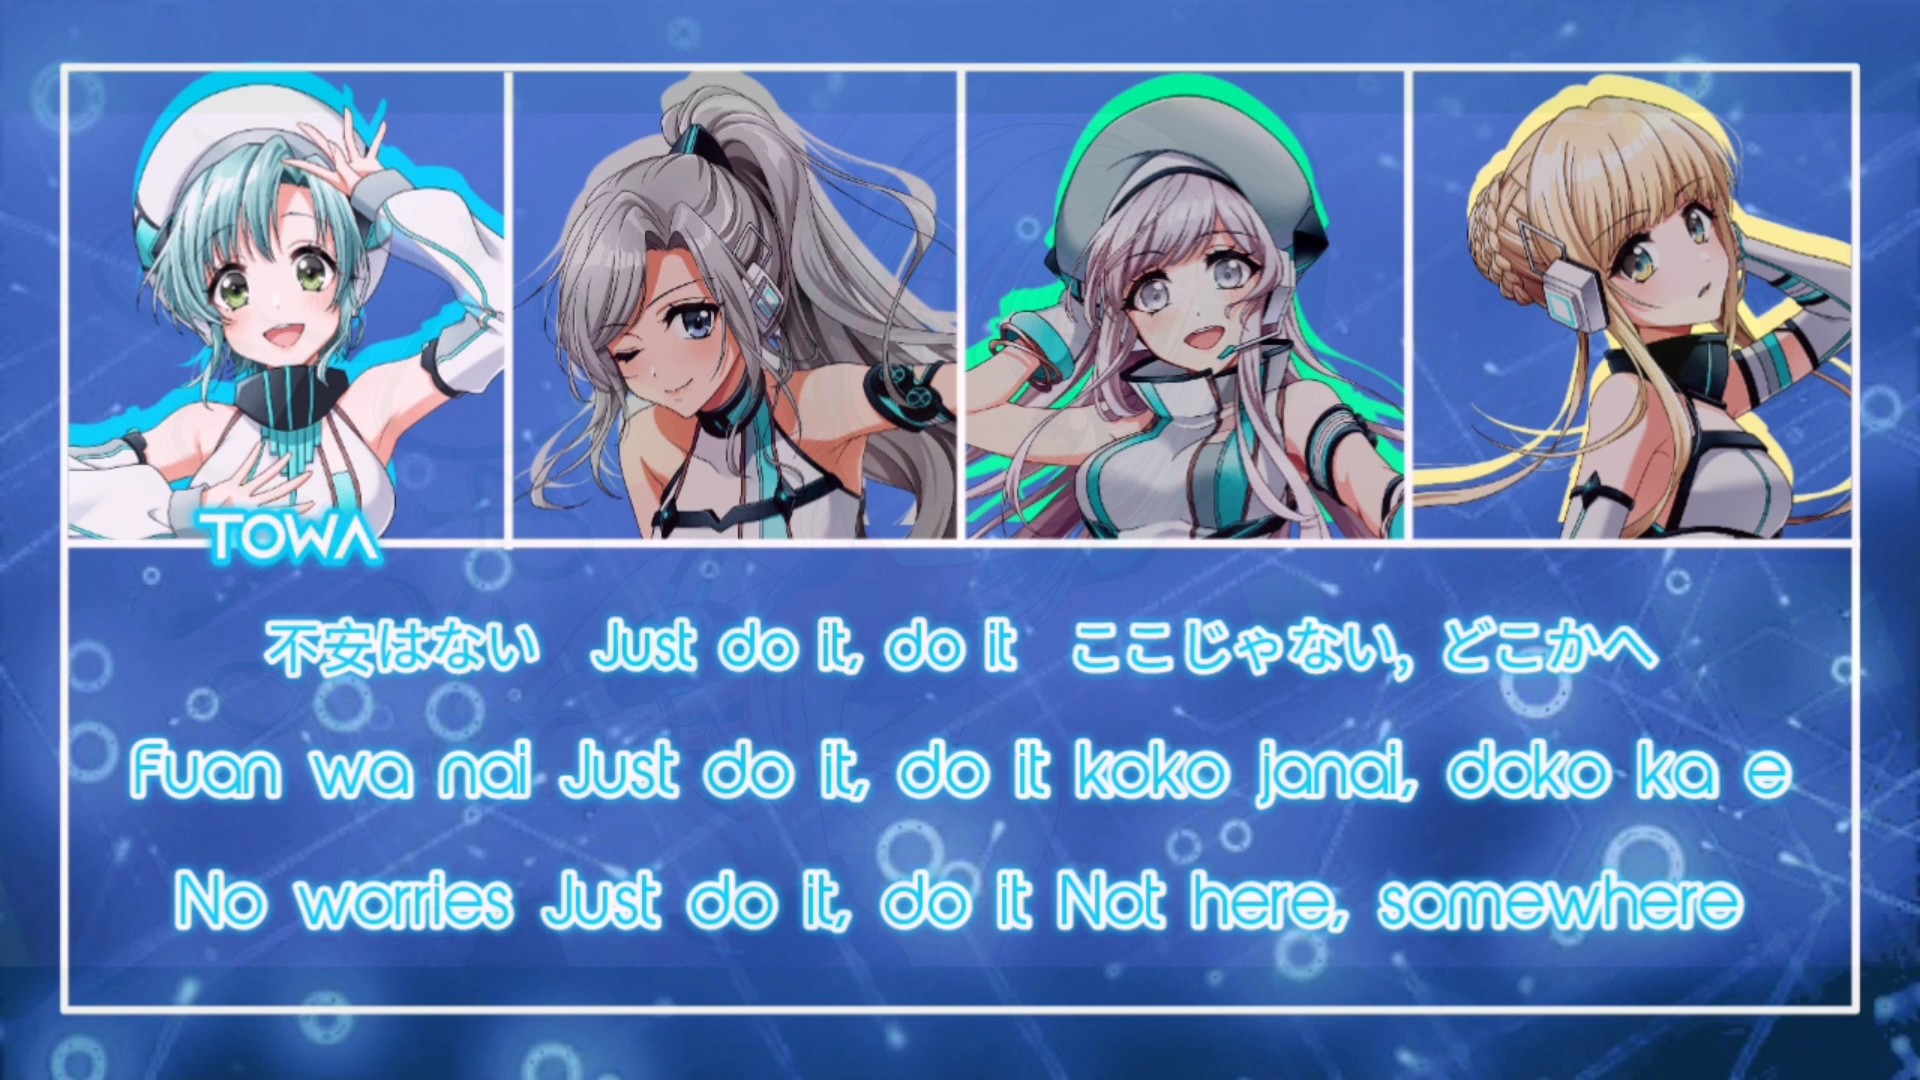 TOWA
不安はない　Just do it, do it　ここじゃない, どこかへ
Fuan wa nai Just do it, do it koko janai, doko ka e
No worries Just do it, do it Not here, somewhere